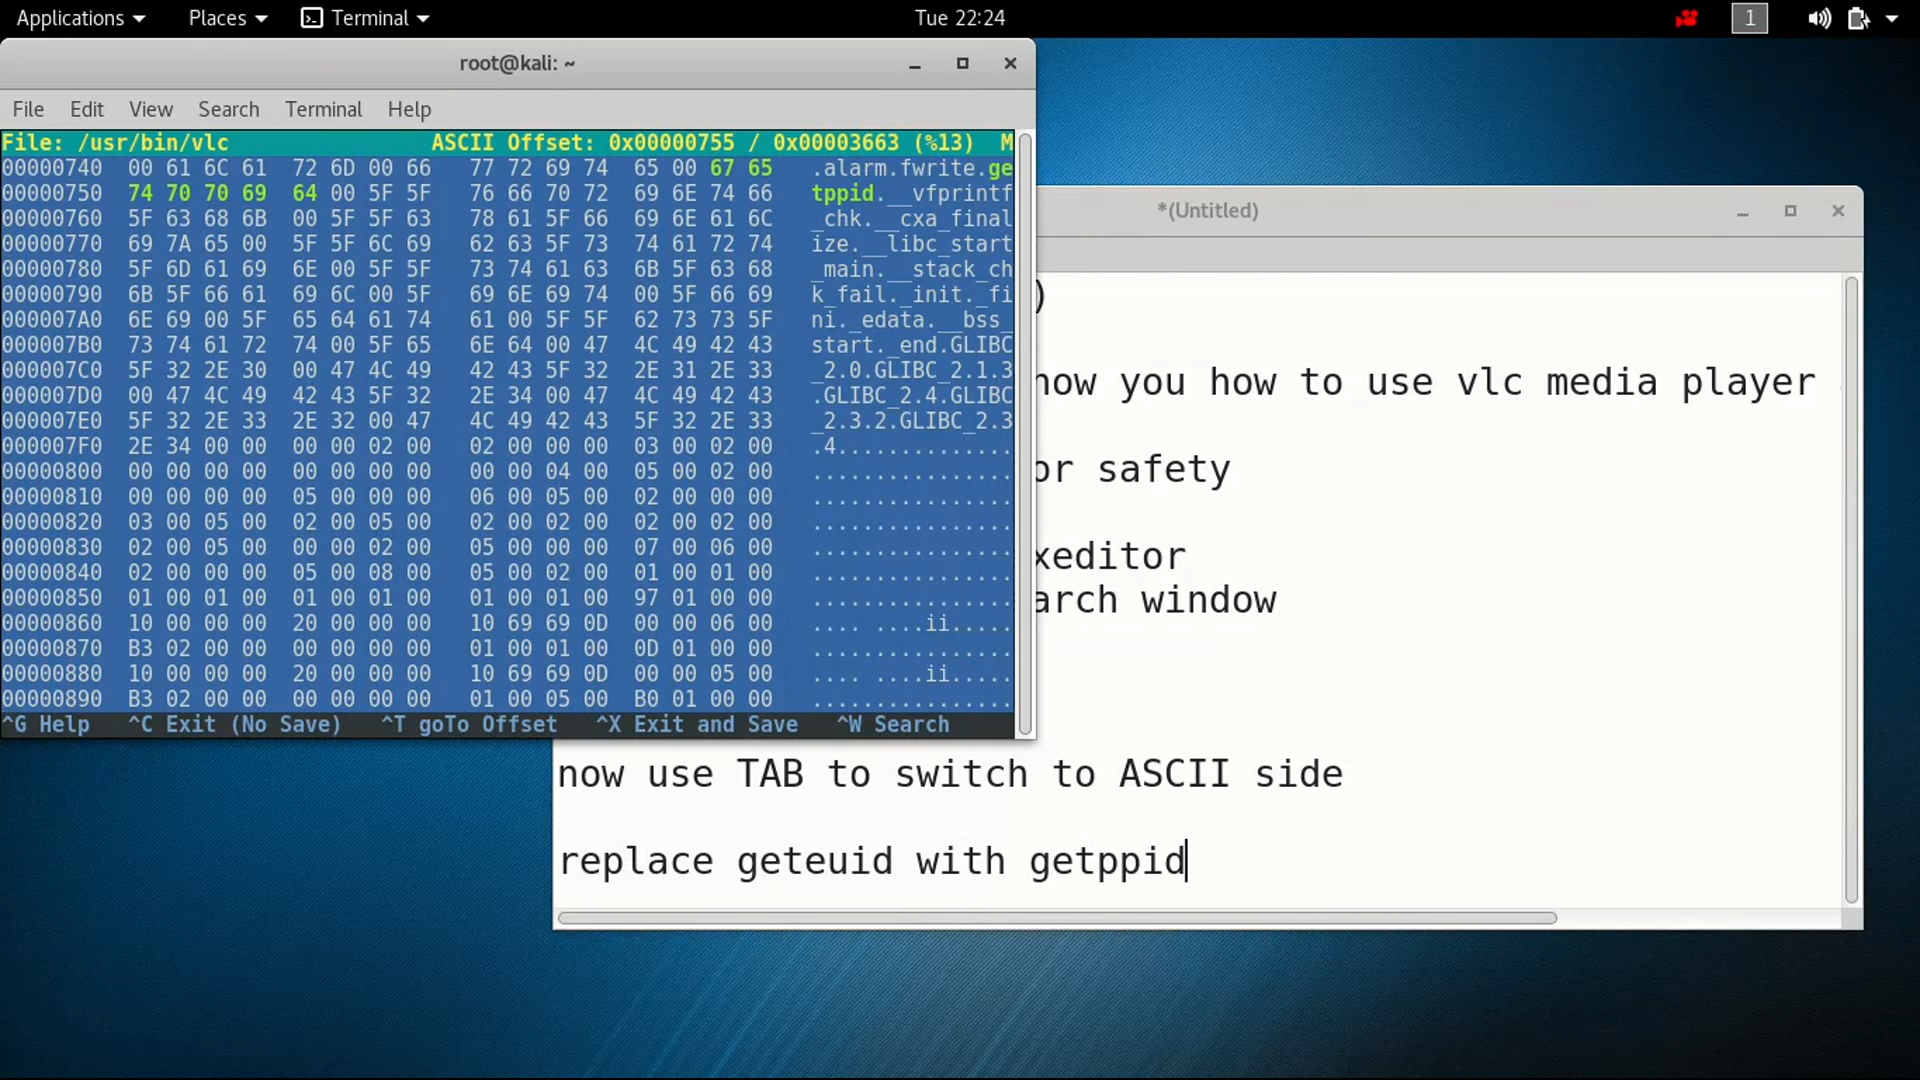 Applications
Places
Terminal
Tue 22:24
1
root@kali: ~
File Edit View Search Terminal Help
File: /usr/bin/vlc ASCII Offset: 0x00000755 / 0x00003663 (%13) M
00000740 00 61 6C 61 72 6D 00 66 77 72 69 74 65 00 67 65 .alarm.fwrite.ge
00000750 74 70 70 69 64 00 5F 5F 76 66 70 72 69 6E 74 66 tppid.__vfprintf
00000760 5F 63 68 6B 00 5F 5F 63 78 61 5F 66 69 6E 61 6C _chk.__cxa_final
00000770 69 7A 65 00 5F 5F 6C 69 62 63 5F 73 74 61 72 74 ize.__libc_start
00000780 5F 6D 61 69 6E 00 5F 5F 73 74 61 63 6B 5F 63 68 _main.__stack_ch
00000790 6B 5F 66 61 69 6C 00 5F 69 6E 69 74 00 5F 66 69 k_fail._init._fi
000007A0 6E 69 00 5F 65 64 61 74 61 00 5F 5F 62 73 73 5F ni._edata.__bss_
000007B0 73 74 61 72 74 00 5F 65 6E 64 00 47 4C 49 42 43 start._end.GLIBC
000007C0 5F 32 2E 30 00 47 4C 49 42 43 5F 32 2E 31 2E 33 _2.0.GLIBC_2.1.3
000007D0 00 47 4C 49 42 43 5F 32 2E 34 00 47 4C 49 42 43 .GLIBC_2.4.GLIBC
000007E0 5F 32 2E 33 2E 32 00 47 4C 49 42 43 5F 32 2E 33 _2.3.2.GLIBC_2.3
000007F0 2E 34 00 00 00 00 02 00 02 00 00 00 03 00 02 00 .4..............
00000800 00 00 00 00 00 00 00 00 00 00 04 00 05 00 02 00 ................
00000810 00 00 00 00 05 00 00 00 06 00 05 00 02 00 00 00 ................
00000820 03 00 05 00 02 00 05 00 02 00 02 00 02 00 02 00 ................
00000830 02 00 05 00 00 00 02 00 05 00 00 00 07 00 06 00 ................
00000840 02 00 00 00 05 00 08 00 05 00 02 00 01 00 01 00 ................
00000850 01 00 01 00 01 00 01 00 01 00 01 00 97 01 00 00 ................
00000860 10 00 00 00 20 00 00 00 10 69 69 0D 00 00 06 00 .... ....ii.....
00000870 B3 02 00 00 00 00 00 00 01 00 01 00 0D 01 00 00 ................
00000880 10 00 00 00 20 00 00 00 10 69 69 0D 00 00 05 00 .... ....ii.....
00000890 B3 02 00 00 00 00 00 00 01 00 05 00 B0 01 00 00 ................
^G Help ^C Exit (No Save) ^T goTo Offset ^X Exit and Save ^W Search
*(Untitled)
)
now you how to use vlc media player
or safety
xeditor
arch window
now use TAB to switch to ASCII side
replace geteuid with getppid